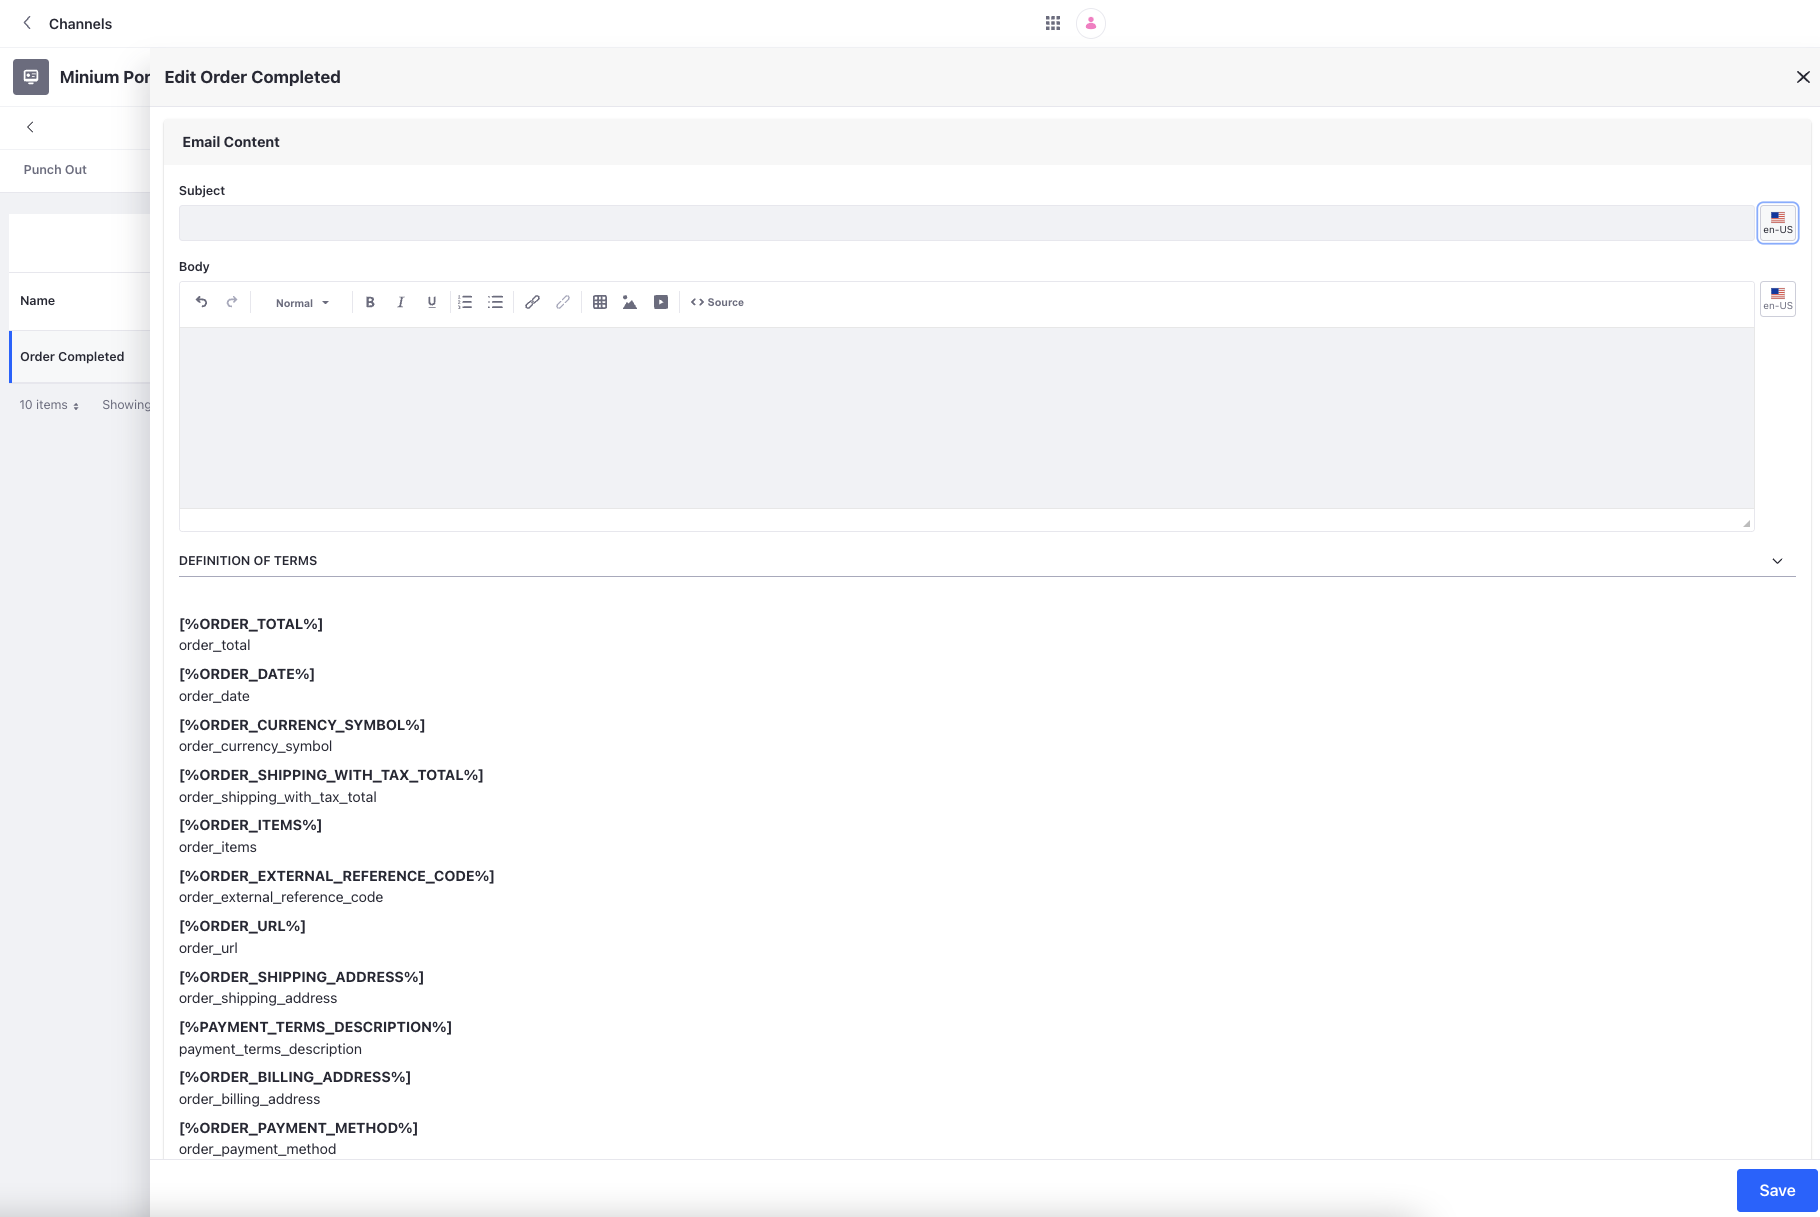 Channels
Minium Por
Edit Order Completed
Email Content
Punch Out
Subject
en-US
Body
Normal
B I U
Source
en-US
Name
Order Completed
10 items Showing
DEFINITION OF TERMS
[%ORDER_TOTAL%]
order_total
[%ORDER_DATE%]
order_date
[%ORDER_CURRENCY_SYMBOL%]
order_currency_symbol
[%ORDER_SHIPPING_WITH_TAX_TOTAL%]
order_shipping_with_tax_total
[%ORDER_ITEMS%]
order_items
[%ORDER_EXTERNAL_REFERENCE_CODE%]
order_external_reference_code
[%ORDER_URL%]
order_url
[%ORDER_SHIPPING_ADDRESS%]
order_shipping_address
[%PAYMENT_TERMS_DESCRIPTION%]
payment_terms_description
[%ORDER_BILLING_ADDRESS%]
order_billing_address
[%ORDER_PAYMENT_METHOD%]
order_payment_method
Save